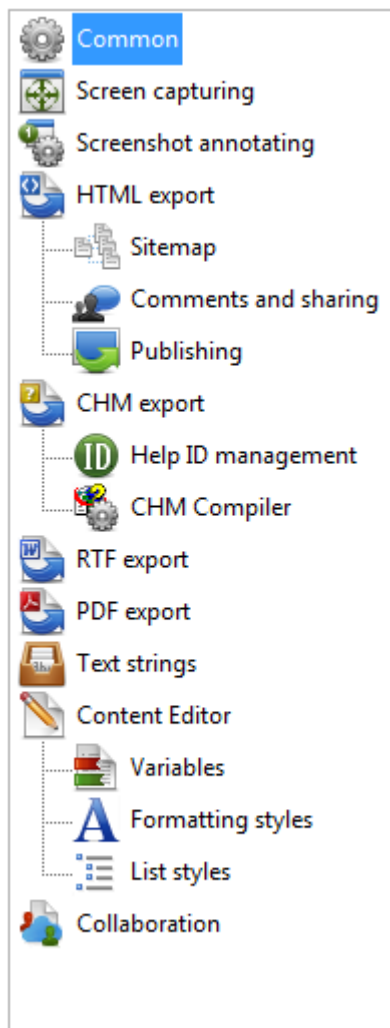 Common
Screen capturing
Screenshot annotating
HTML export
Sitemap
Comments and sharing
Publishing
CHM export
ID Help ID management
CHM Compiler
RTF export
PDF export
Text strings
Content Editor
Variables
A Formatting styles
List styles
Collaboration